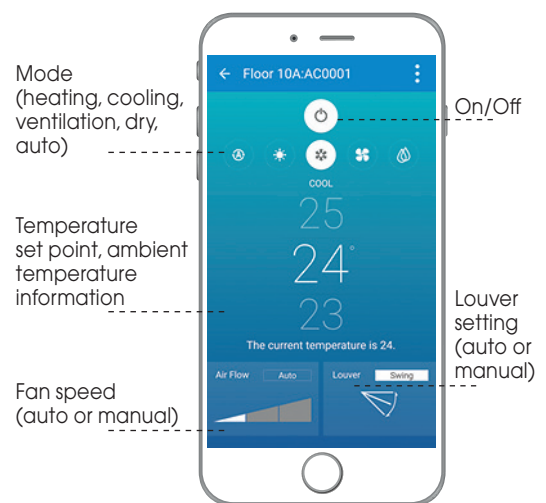 Floor 10A:AC0001
Mode
(heating, cooling,
ventilation, dry,
auto)
On/Off
A
COOL
25
Temperature
set point, ambient
temperature
information
24°
23
The current temperature is 24.
Louver
setting
(auto or
manual)
Air Flow Auto
Louver Swing
Fan speed
(auto or manual)